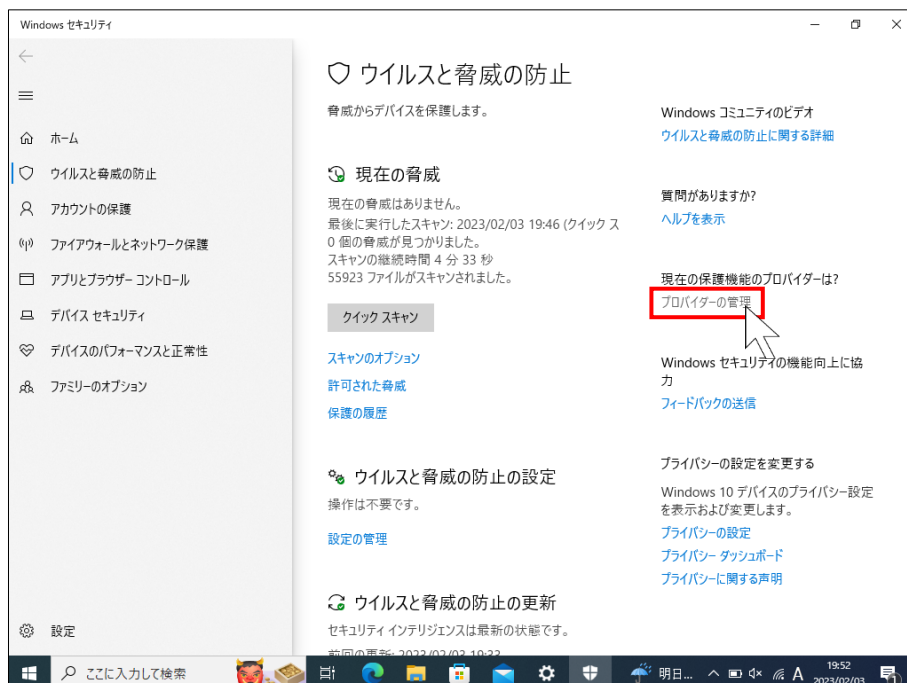 Windows セキュリティ
ホーム
ウイルスと脅威の防止
アカウントの保護
ファイアウォールとネットワーク保護
アプリとブラウザー コントロール
デバイス セキュリティ
デバイスのパフォーマンスと正常性
ファミリーのオプション
設定
ウイルスと脅威の防止
脅威からデバイスを保護します。
現在の脅威
現在の脅威はありません。
最後に実行したスキャン: 2023/02/03 19:46 (クイック ス
0 個の脅威が見つかりました。
スキャンの継続時間 4 分 33 秒
55923 ファイルがスキャンされました。
クイック スキャン
スキャンのオプション
許可された脅威
保護の履歴
ウイルスと脅威の防止の設定
操作は不要です。
設定の管理
ウイルスと脅威の防止の更新
セキュリティ インテリジェンスは最新の状態です。
前回の更新: 2023/02/03 19:33
Windows コミュニティのビデオ
ウイルスと脅威の防止に関する詳細
質問がありますか?
ヘルプを表示
現在の保護機能のプロバイダーは?
プロバイダーの管理
Windows セキュリティの機能向上に協
力
フィードバックの送信
プライバシーの設定を変更する
Windows 10 デバイスのプライバシー設定
を表示および変更します。
プライバシーの設定
プライバシー ダッシュボード
プライバシーに関する声明
ここに入力して検索
明日...
A
19:52
2023/02/03
1